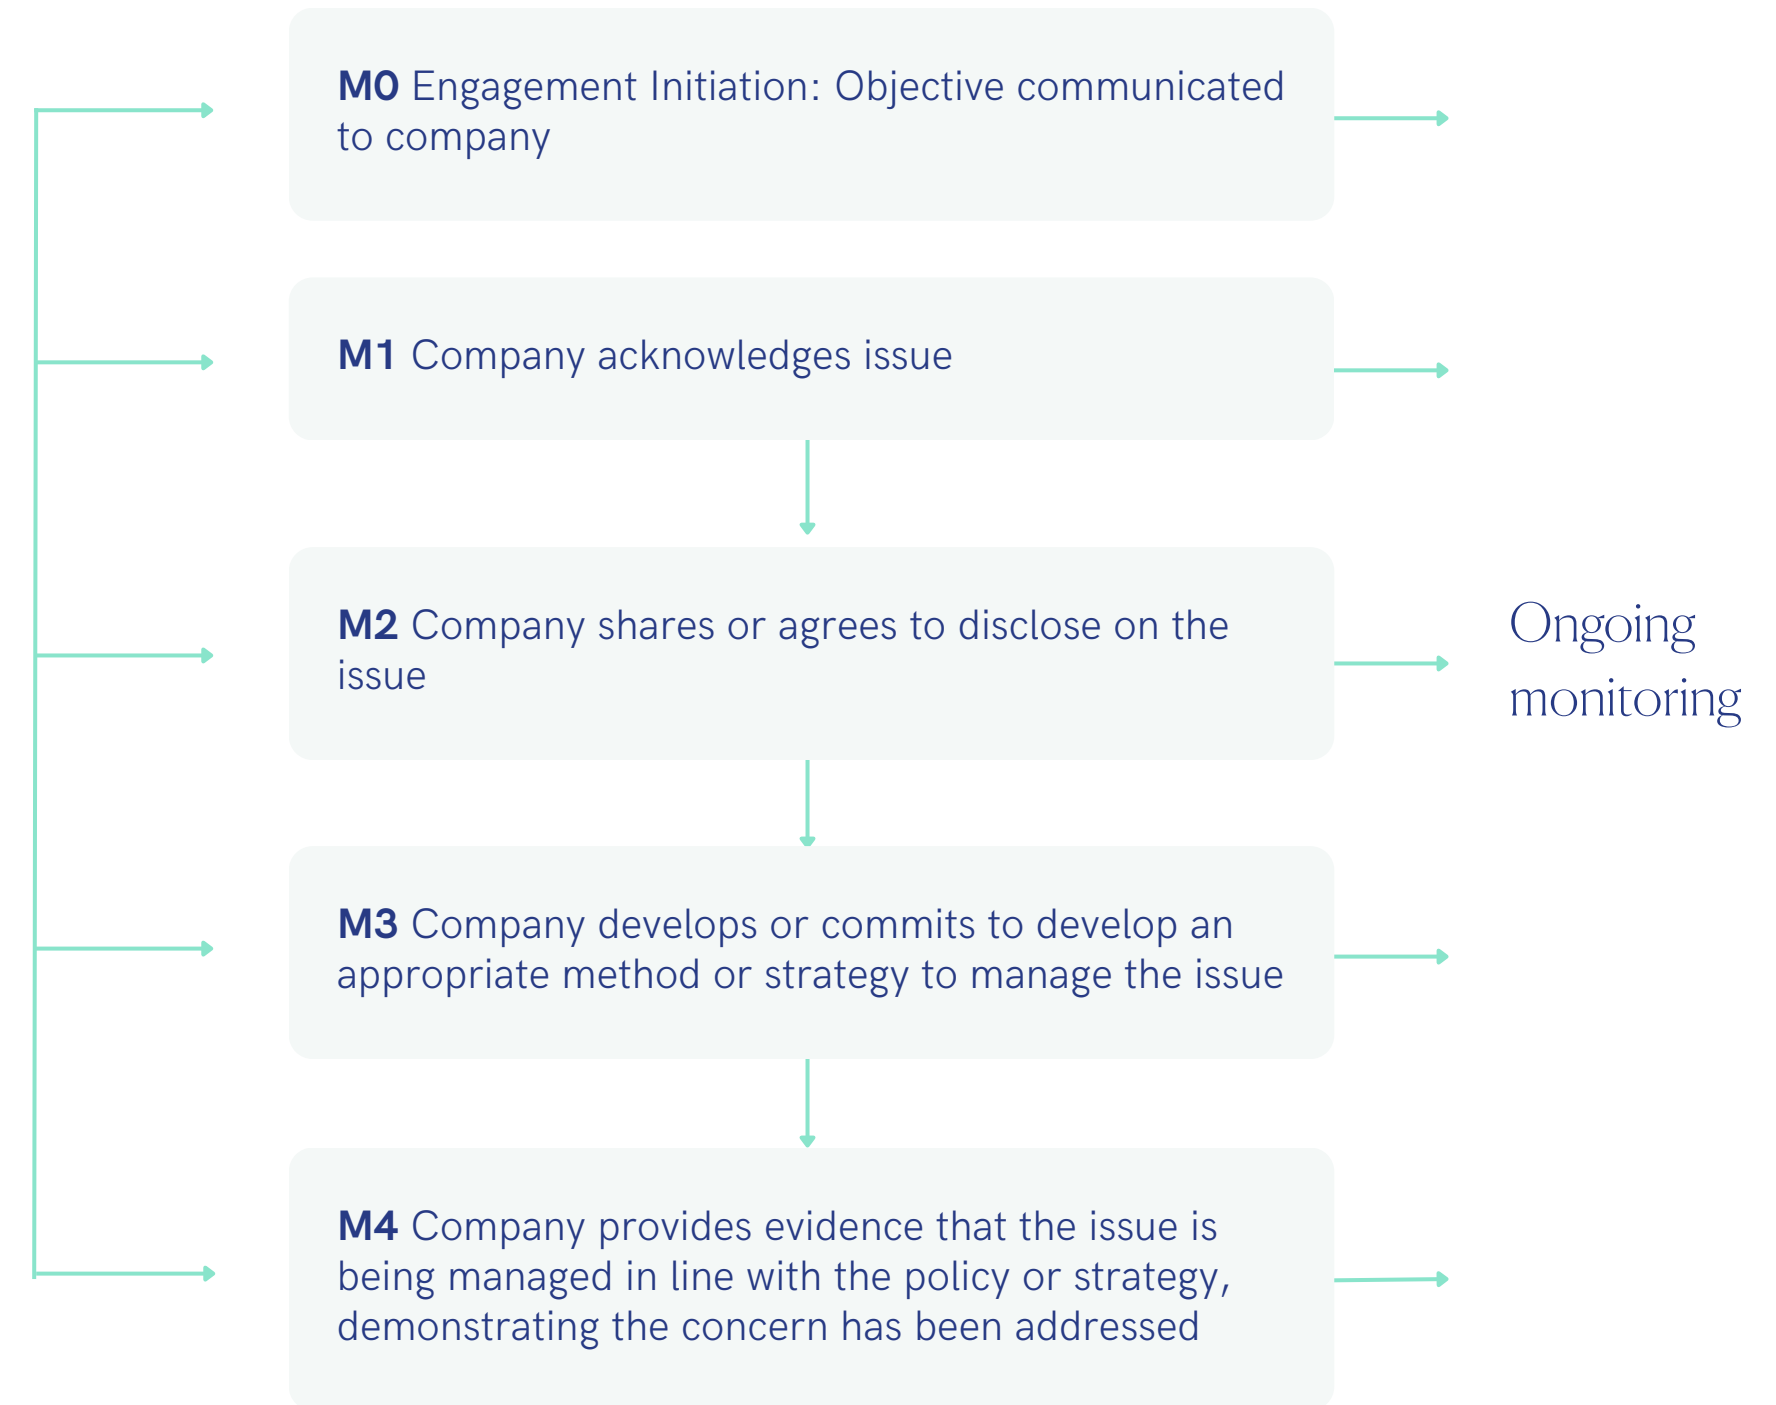 M0 Engagement Initiation: Objective communicated
to company
M1 Company acknowledges issue
M2 Company shares or agrees to disclose on the
issue
Ongoing
monitoring
M3 Company develops or commits to develop an
appropriate method or strategy to manage the issue
M4 Company provides evidence that the issue is
being managed in line with the policy or strategy,
demonstrating the concern has been addressed